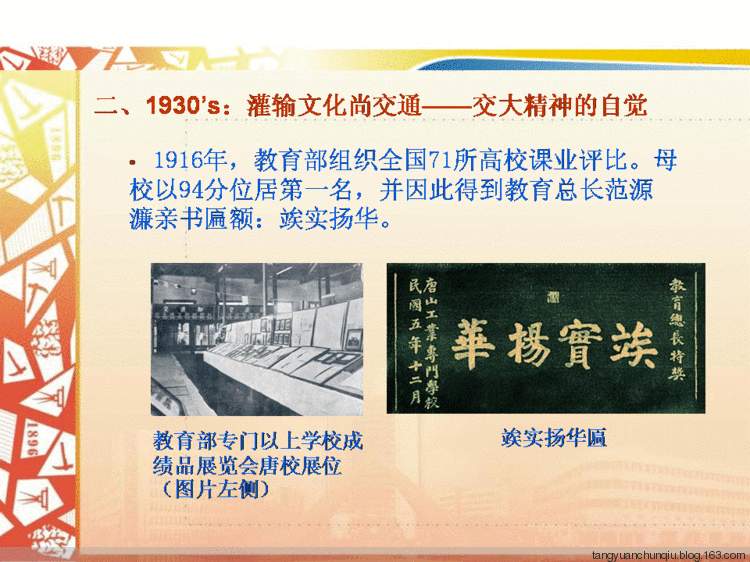 二、1930's：灌输文化尚交通——交大精神的自觉
• 1916年，教育部组织全国71所高校课业评比。母
校以94分位居第一名，并因此得到教育总长范源
濂亲书匾额：竢实扬华。
教育總長特獎
華揚實竢
唐山工業專門學校
民國五年十二月
教育部专门以上学校成
绩品展览会唐校展位
（图片左侧）
竢实扬华匾
1896
1896
tangyuanchunqiu.blog.163.com